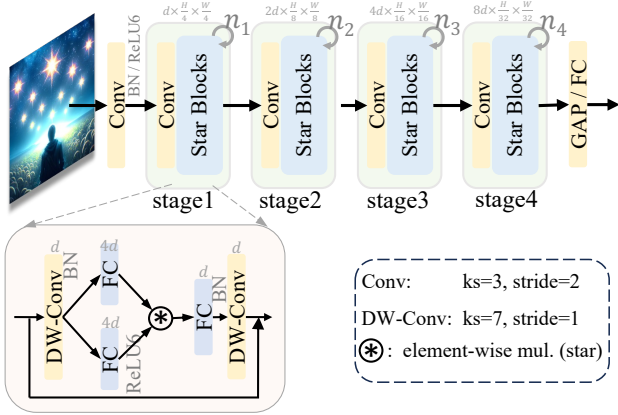 d × H/4 × W/4
2d × H/8 × W/8
4d × H/16 × W/16
8d × H/32 × W/32
n1
n2
n3
n4
Conv
BN / ReLU6
Conv
Star Blocks
Conv
Star Blocks
Conv
Star Blocks
Conv
Star Blocks
GAP / FC
stage1
stage2
stage3
stage4
d
DW-Conv
BN
4d
FC
4d
FC
ReLU6
*
d
FC
BN
d
DW-Conv
Conv: ks=3, stride=2
DW-Conv: ks=7, stride=1
* : element-wise mul. (star)